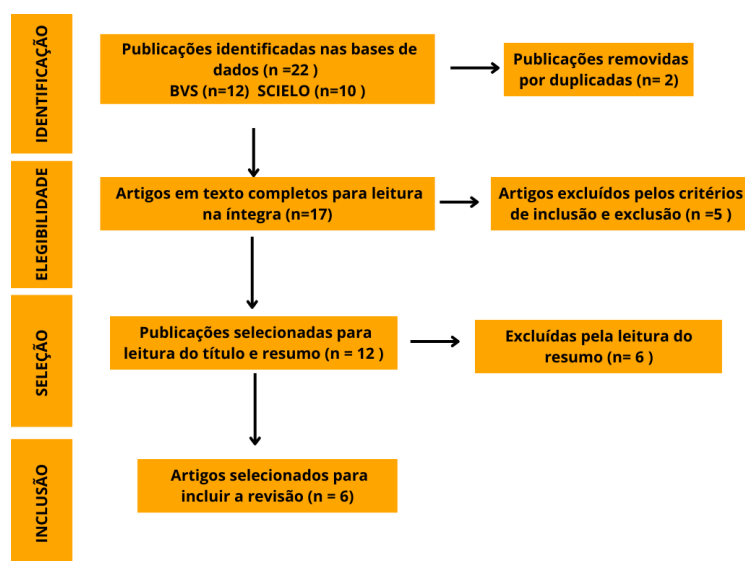 IDENTIFICAÇÃO
Publicações identificadas nas bases de
dados (n =22 )
BVS (n=12) SCIELO (n=10 )
Publicações removidas
por duplicadas (n= 2)
ELEGIBILIDADE
Artigos em texto completos para leitura
na íntegra (n=17)
Artigos excluídos pelos critérios
de inclusão e exclusão (n =5 )
SELEÇÃO
Publicações selecionadas para
leitura do título e resumo (n = 12 )
Excluídas pela leitura do
resumo (n= 6 )
INCLUSÃO
Artigos selecionados para
incluir a revisão (n = 6)